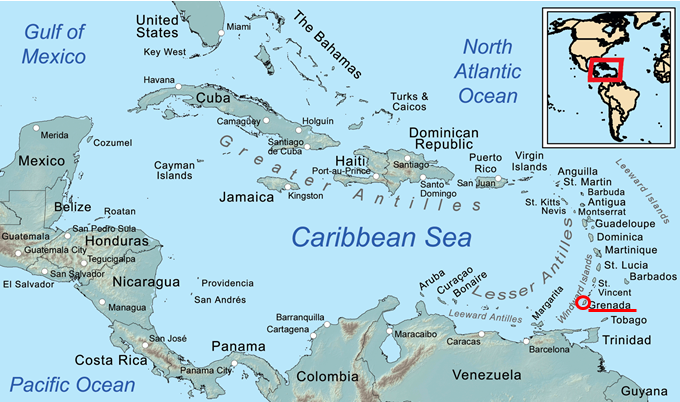 United
States
Gulf of
Mexico
Miami
Key West
The Bahamas
North
Atlantic
Ocean
Havana
Cuba
Turks &
Caicos
Camagüey
Holguín
Santiago
de Cuba
Merida
Cozumel
Mexico
Cayman
Islands
Greater Antilles
Haiti
Port-au-Prince
Dominican
Republic
Santiago
Santo
Domingo
Puerto
Rico
San Juan
Virgin
Islands
Jamaica
Kingston
Anguilla
St. Martin
Barbuda
St. Kitts
Nevis
Antigua
Montserrat
Guadeloupe
Dominica
Martinique
St. Lucia
Barbados
St.
Vincent
Grenada
Tobago
Trinidad
Leeward Islands
Windward Islands
Lesser Antilles
Belize
Roatan
San Pedro Sula
Honduras
Guatemala
Guatemala City
Tegucigalpa
San Salvador
El Salvador
Nicaragua
Managua
Caribbean Sea
Providencia
San Andrés
Aruba
Curaçao
Bonaire
Leeward Antilles
Margarita
San José
Costa Rica
Panama
Panama City
Barranquilla
Cartagena
Maracaibo
Caracas
Barcelona
Colombia
Venezuela
Guyana
Pacific Ocean